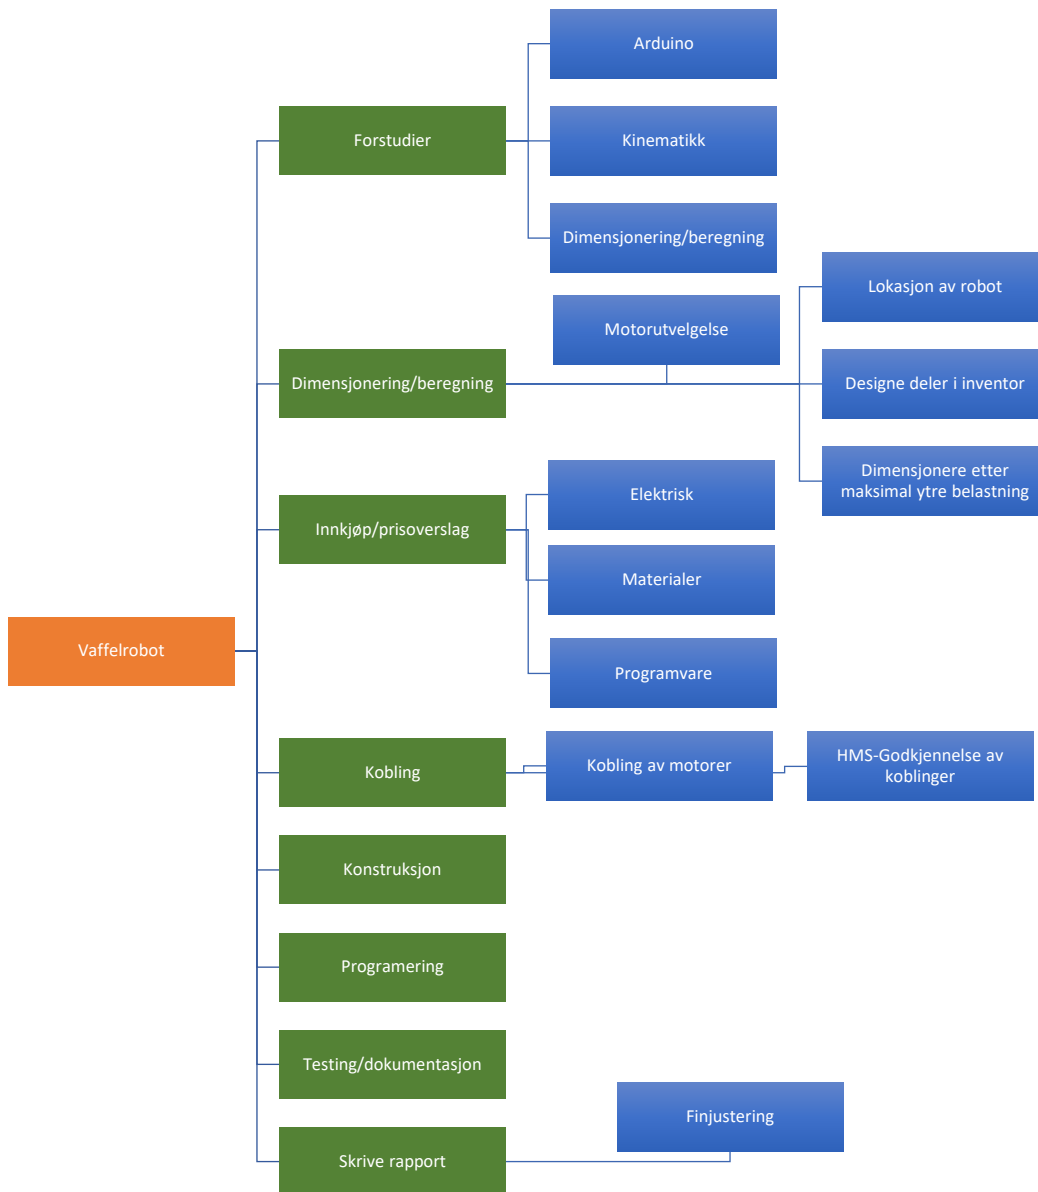 Arduino
Forstudier
Kinematikk
Dimensjonering/beregning
Lokasjon av robot
Motorutvelgelse
Dimensjonering/beregning
Designe deler i inventor
Dimensjonere etter
maksimal ytre belastning
Elektrisk
Innkjøp/prisoverslag
Materialer
Vaffelrobot
Programvare
Kobling
Kobling av motorer
HMS-Godkjennelse av
koblinger
Konstruksjon
Programering
Testing/dokumentasjon
Finjustering
Skrive rapport